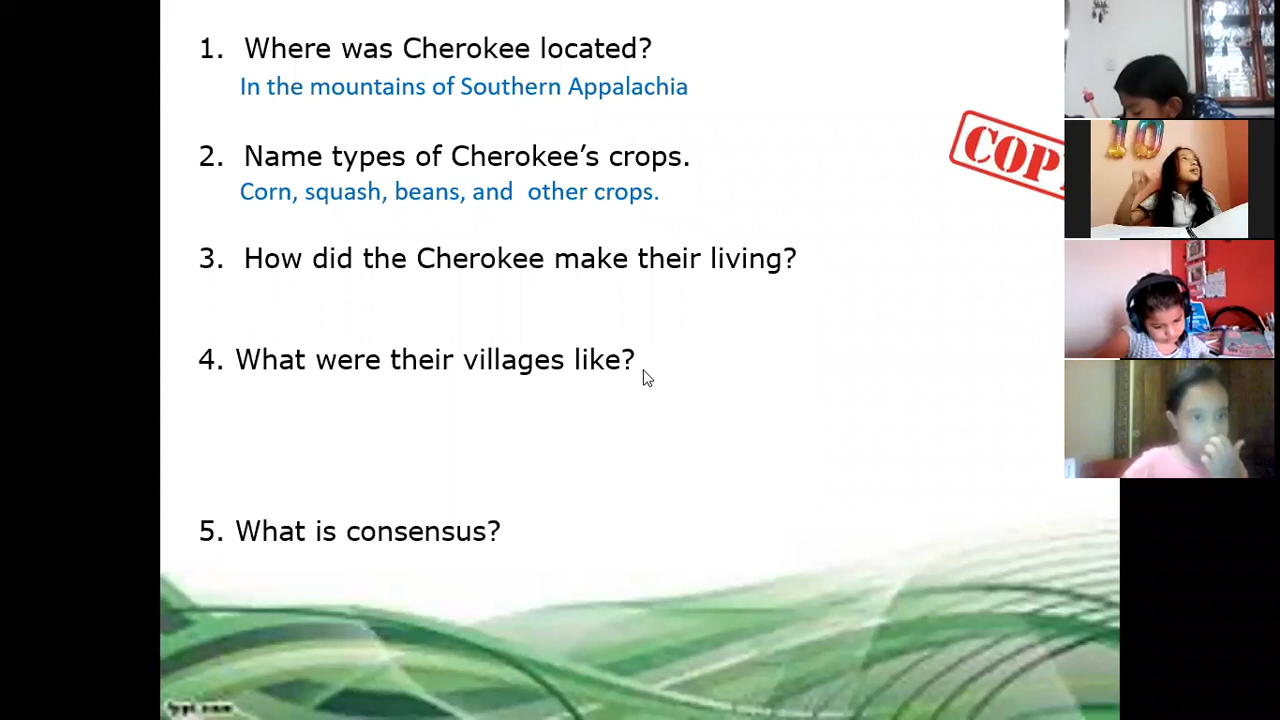 1. Where was Cherokee located?
In the mountains of Southern Appalachia
2. Name types of Cherokee’s crops.
Corn, squash, beans, and other crops.
COP
3. How did the Cherokee make their living?
4. What were their villages like?
5. What is consensus?
10